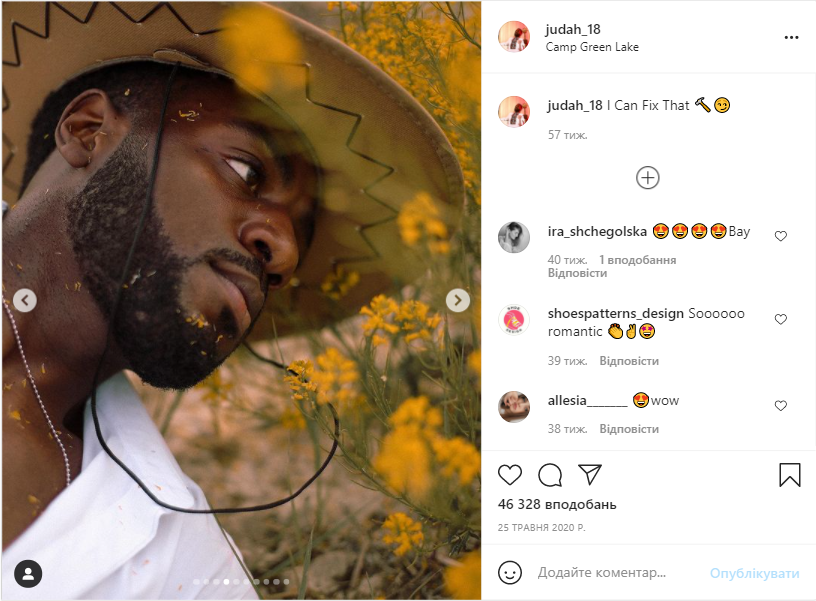 judah_18
Camp Green Lake
judah_18 I Can Fix That 🔨😏
57 тиж.
ira_shchegolska 🤩🤩🤩🤩Bay
40 тиж. 1 вподобання
Відповісти
shoespatterns_design Soooooo
romantic 👏✌🤩
39 тиж. Відповісти
allesia_______ 🤩wow
38 тиж. Відповісти
46 328 вподобань
25 ТРАВНЯ 2020 Р.
Додайте коментар... Опублікувати